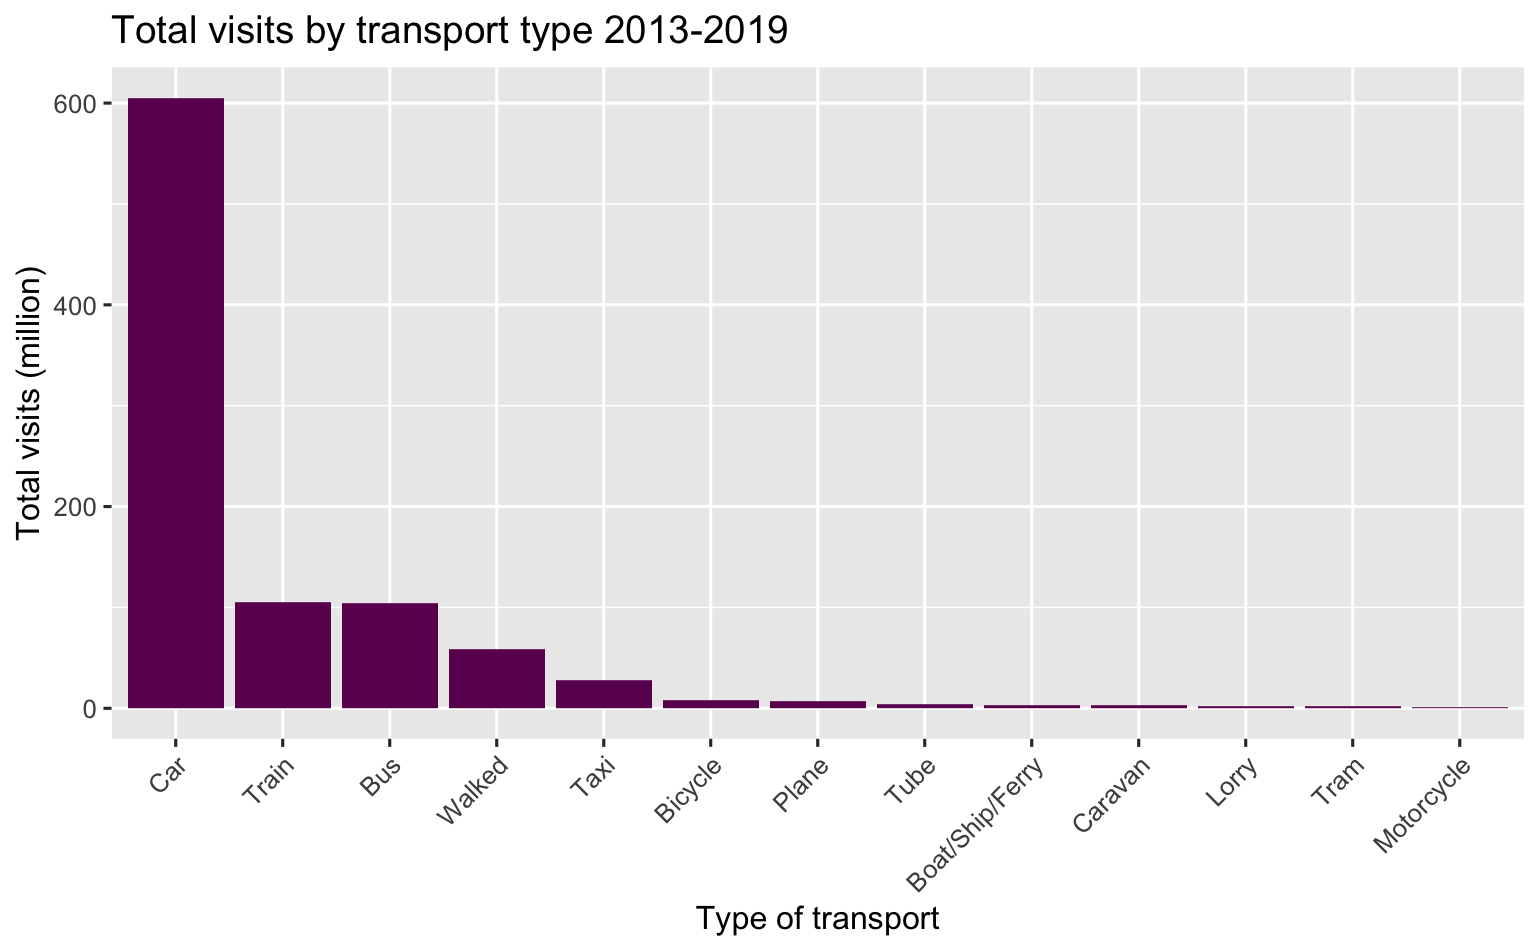 Total visits by transport type 2013-2019
Total visits (million)
600
400
200
0
Car
Train
Bus
Walked
Taxi
Bicycle
Plane
Tube
Boat/Ship/Ferry
Caravan
Lorry
Tram
Motorcycle
Type of transport